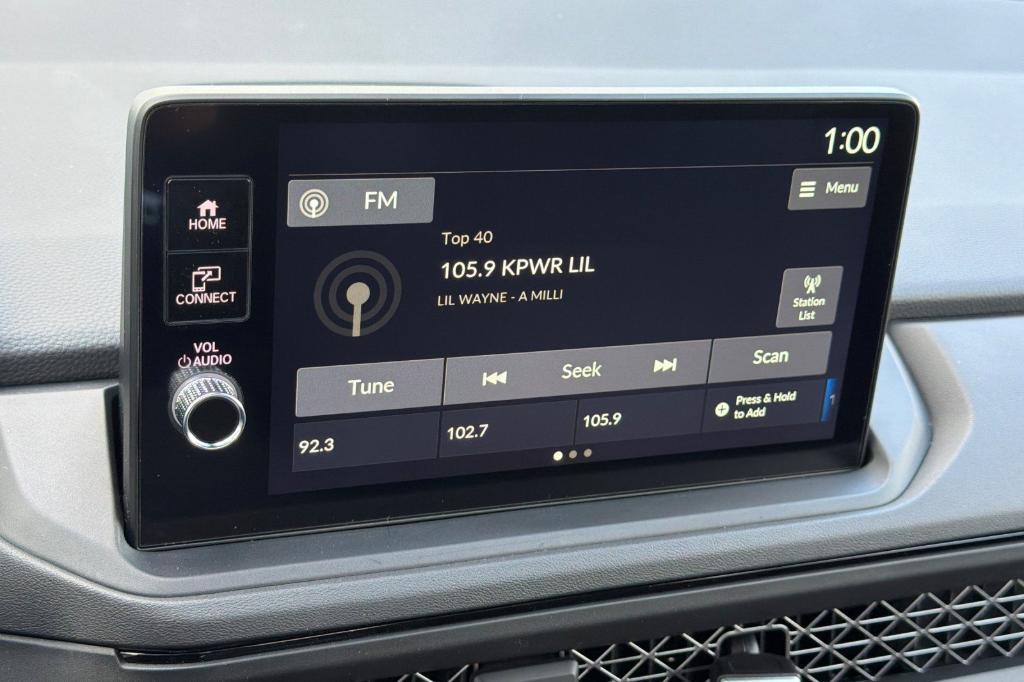 1:00
HOME
CONNECT
VOL
AUDIO
FM
Menu
Top 40
105.9 KPWR LIL
LIL WAYNE - A MILLI
Station
List
Tune
Seek
Scan
92.3
102.7
105.9
Press & Hold
to Add